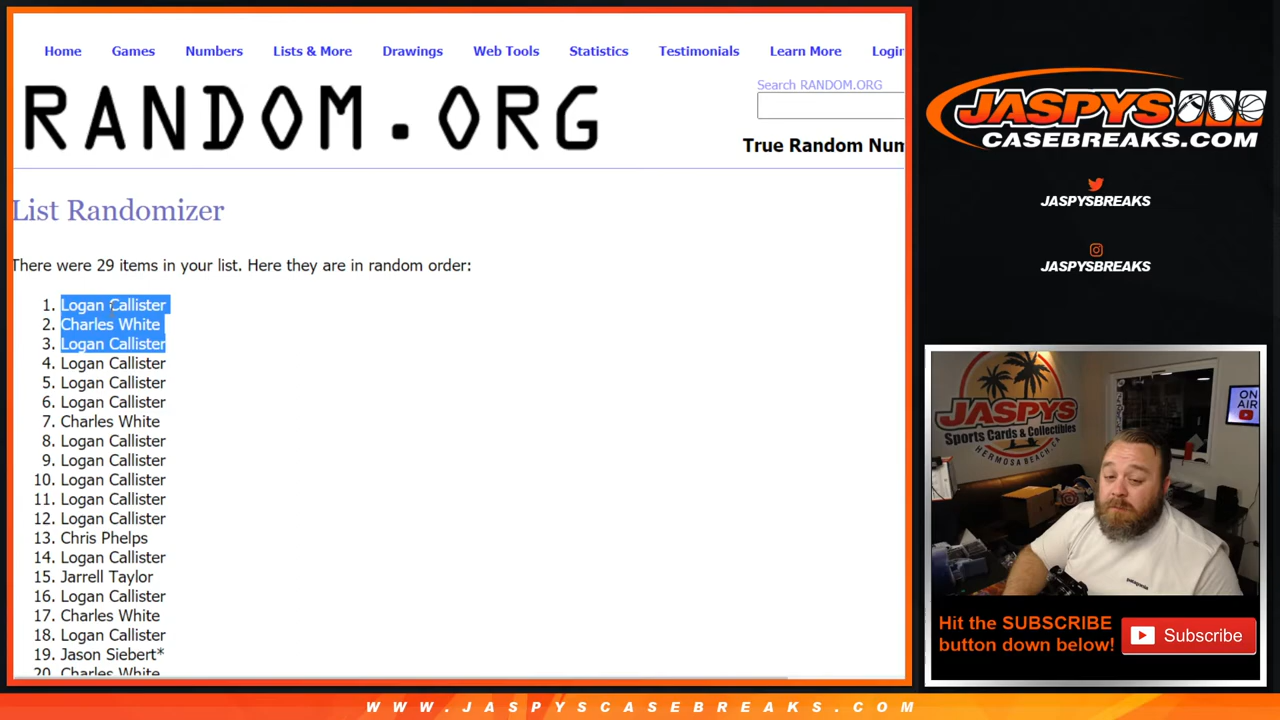 Home Games Numbers Lists & More Drawings Web Tools Statistics Testimonials Learn More Login
Search RANDOM.ORG
RANDOM.ORG
True Random Num
List Randomizer
There were 29 items in your list. Here they are in random order:
1. Logan Callister
2. Charles White
3. Logan Callister
4. Logan Callister
5. Logan Callister
6. Logan Callister
7. Charles White
8. Logan Callister
9. Logan Callister
10. Logan Callister
11. Logan Callister
12. Logan Callister
13. Chris Phelps
14. Logan Callister
15. Jarrell Taylor
16. Logan Callister
17. Charles White
18. Logan Callister
19. Jason Siebert*
20. Charles White
JASPYS
CASEBREAKS.COM
JASPYSBREAKS
JASPYSBREAKS
JASPYS
Sports Cards & Collectibles
HERMOSA BEACH, CA
ON
AIR
patagonia
Hit the SUBSCRIBE
button down below!
Subscribe
WWW.JASPYSCASEBREAKS.COM